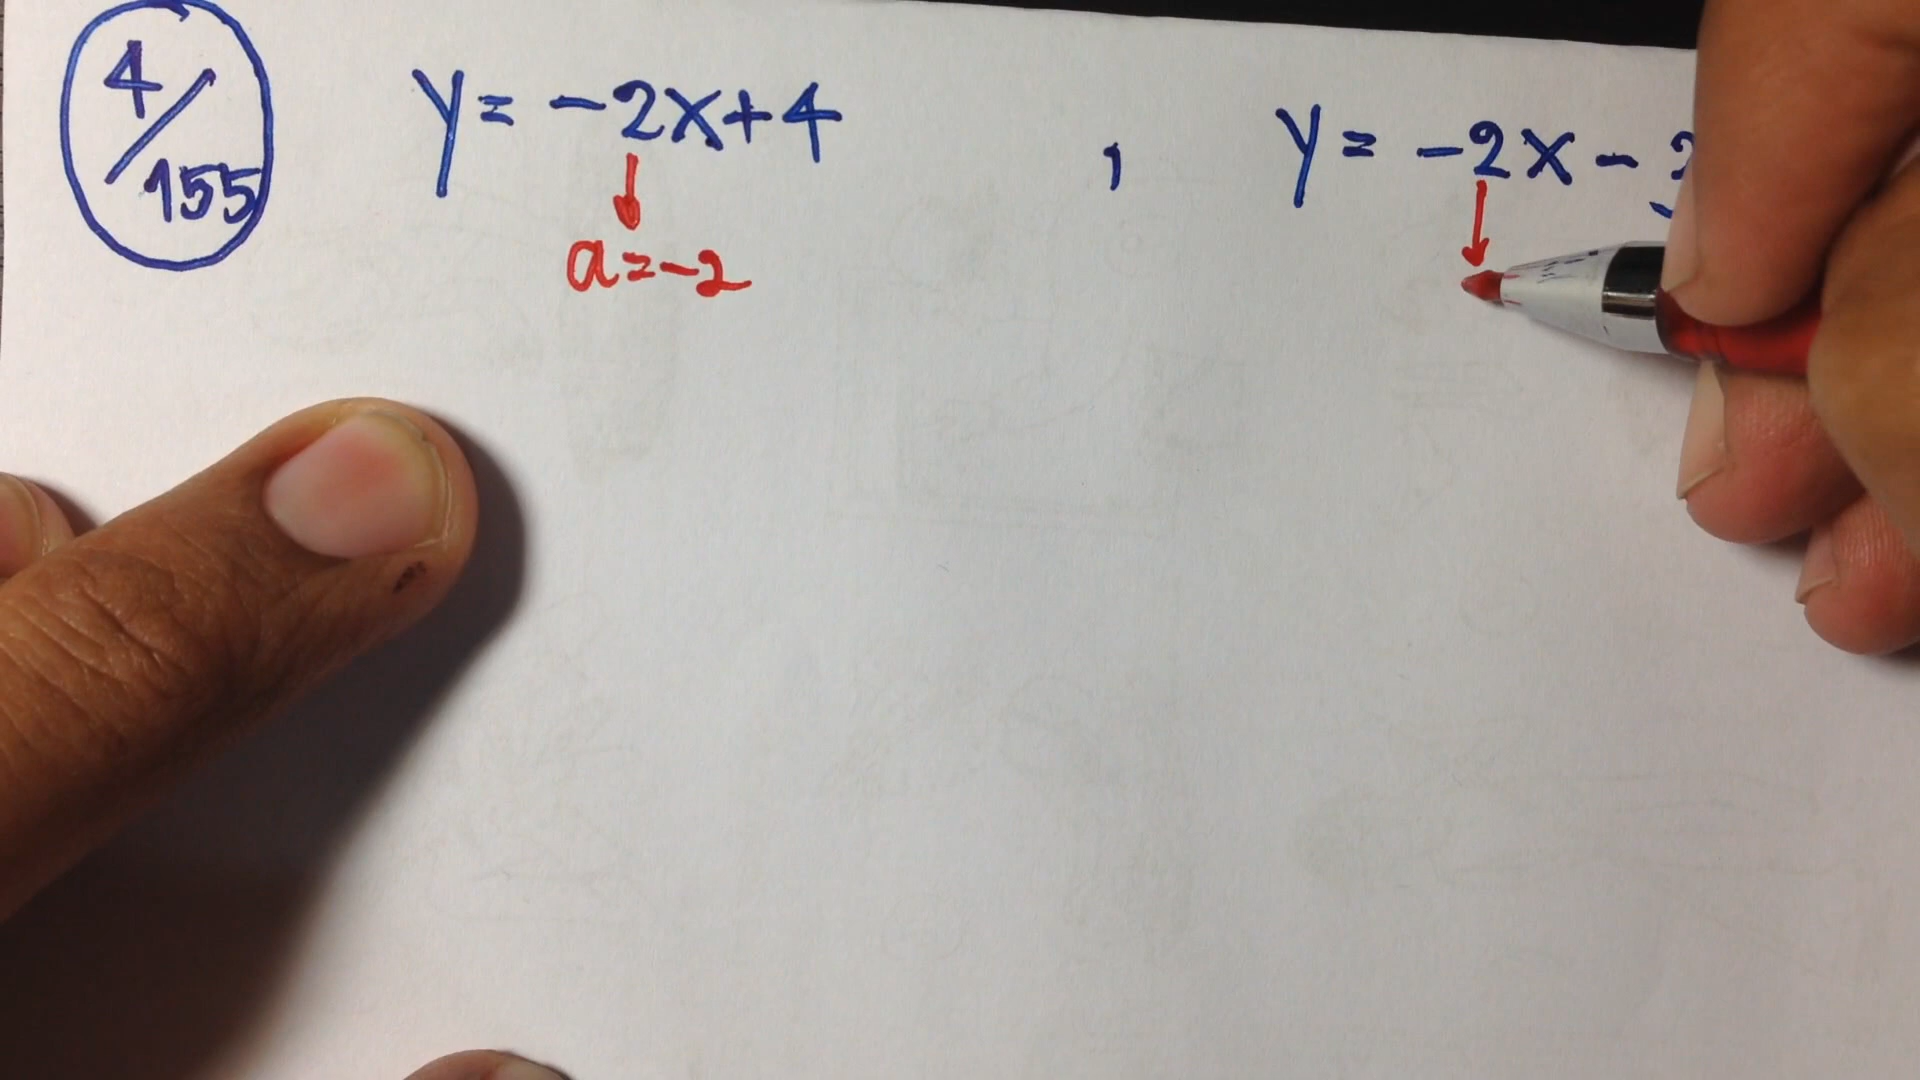 4/155
y = -2x+4 , y = -2x -
a=-2